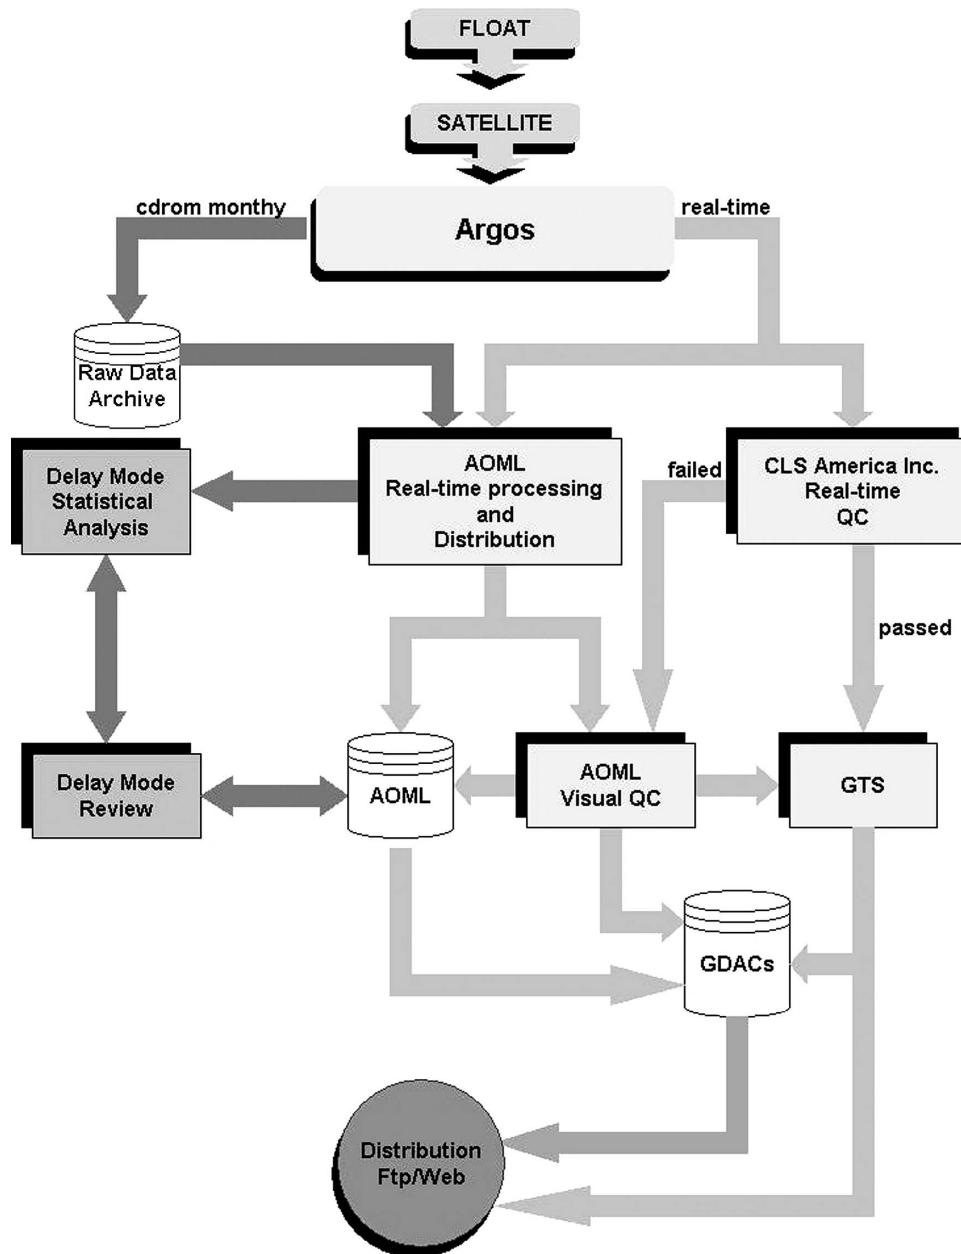 FLOAT
SATELLITE
cdrom monthy
real-time
Argos
Raw Data
Archive
Delay Mode
Statistical
Analysis
AOML
Real-time processing
and
Distribution
failed
CLS America Inc.
Real-time
QC
passed
Delay Mode
Review
AOML
AOML
Visual QC
GTS
GDACs
Distribution
Ftp/Web